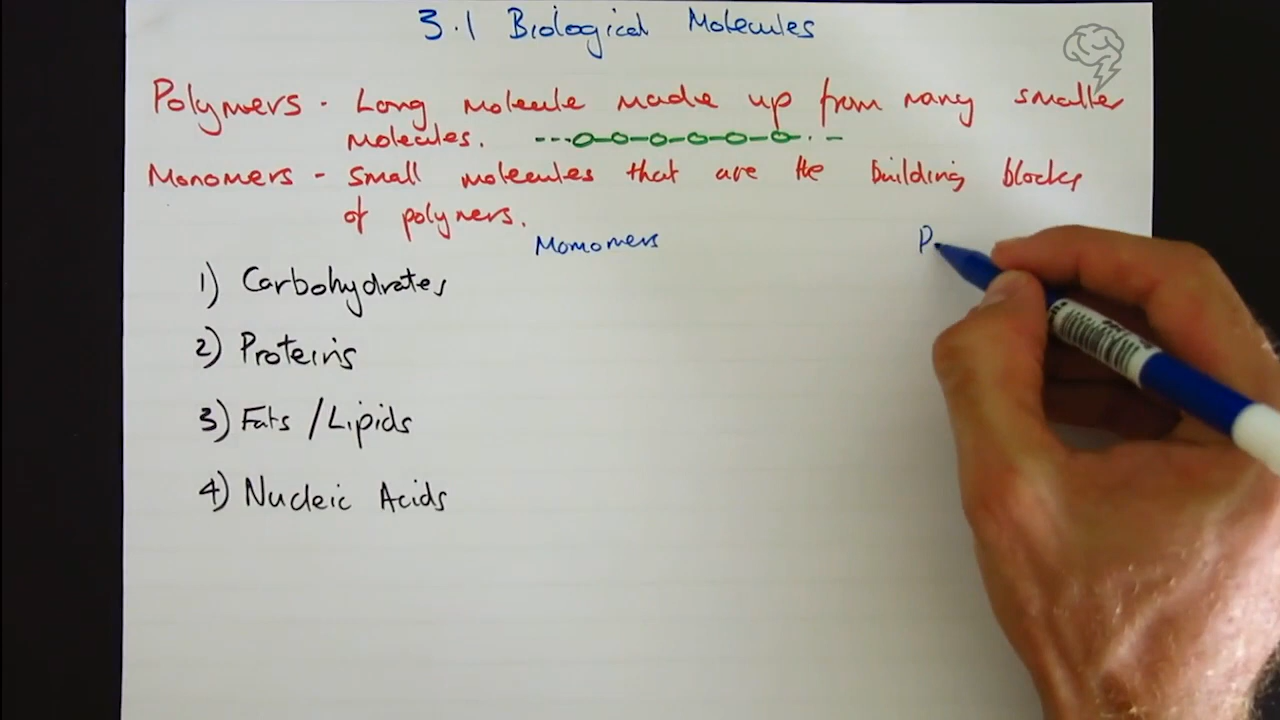 3.1 Biological Molecules
Polymers - Long molecule made up from many smaller
molecules.
Monomers - small molecules that are the building blocks
of polymers.
Momomers P
1) Carbohydrates
2) Proteins
3) Fats / Lipids
4) Nucleic Acids